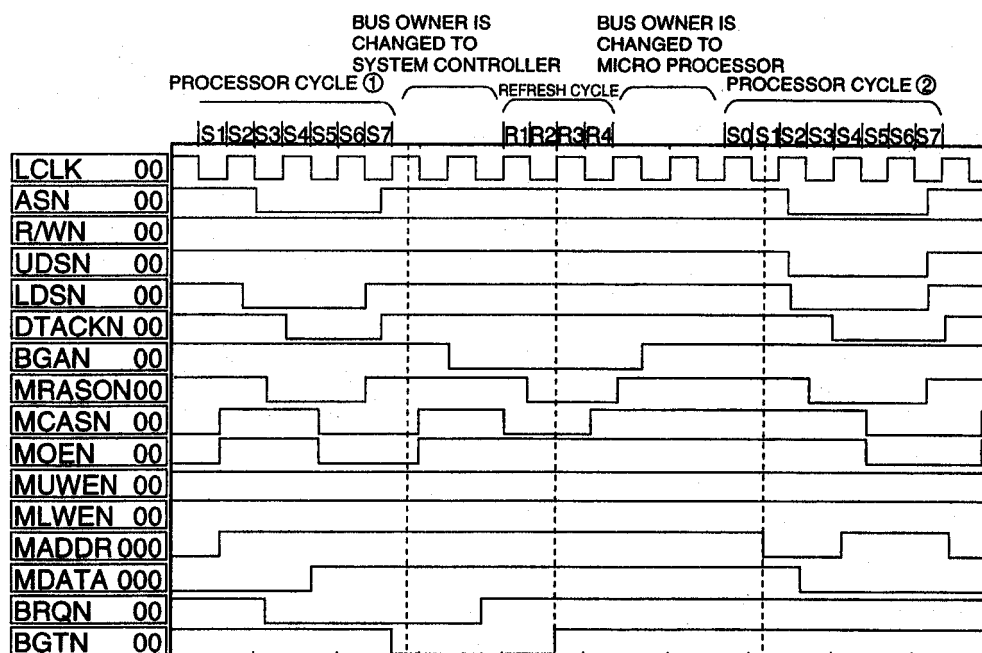 BUS OWNER IS
CHANGED TO
SYSTEM CONTROLLER
BUS OWNER IS
CHANGED TO
MICRO PROCESSOR
PROCESSOR CYCLE ①
REFRESH CYCLE
PROCESSOR CYCLE ②
S1 S2 S3 S4 S5 S6 S7 R1 R2 R3 R4 S0 S1 S2 S3 S4 S5 S6 S7
LCLK 00
ASN 00
R/WN 00
UDSN 00
LDSN 00
DTACKN 00
BGAN 00
MRASON 00
MCASN 00
MOEN 00
MUWEN 00
MLWEN 00
MADDR 000
MDATA 000
BRQN 00
BGTN 00